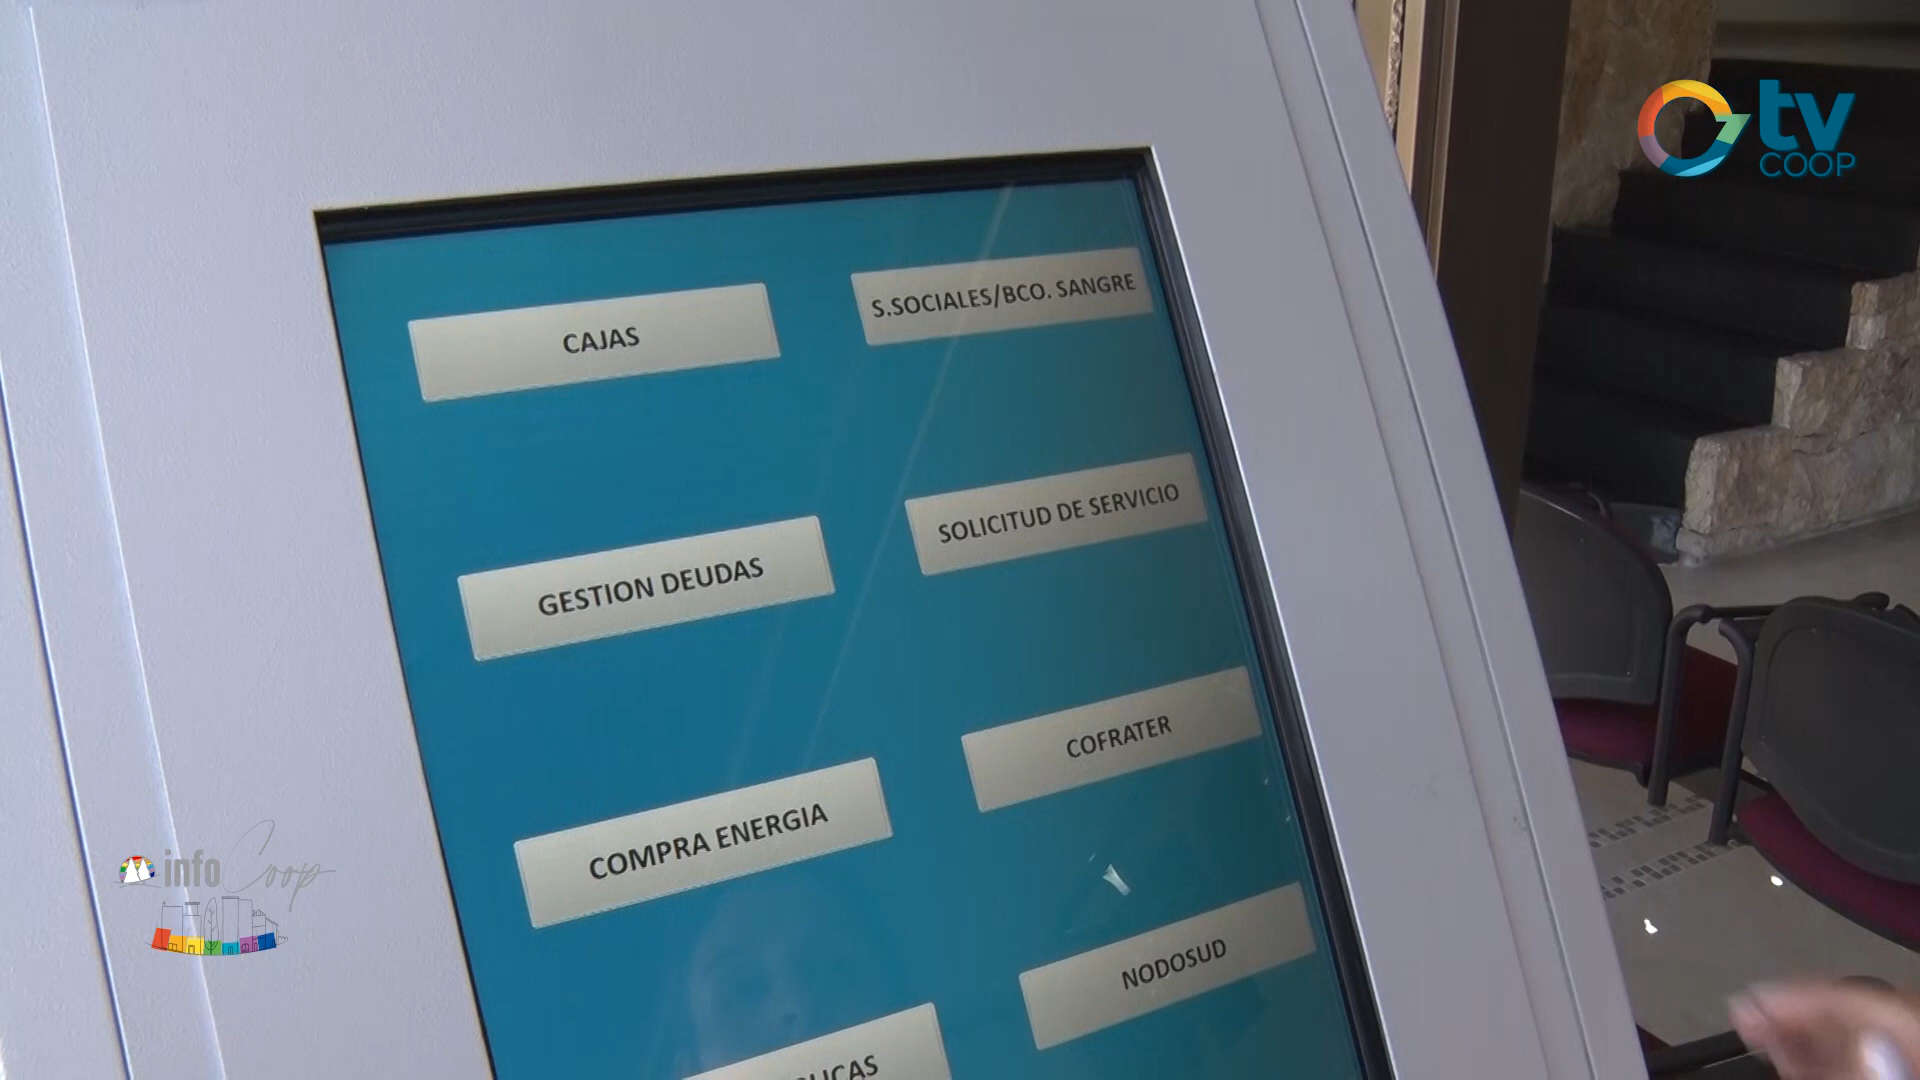 tv
COOP
CAJAS
S.SOCIALES/BCO. SANGRE
GESTION DEUDAS
SOLICITUD DE SERVICIO
COMPRA ENERGIA
COFRATER
NODOSUD
info Coop